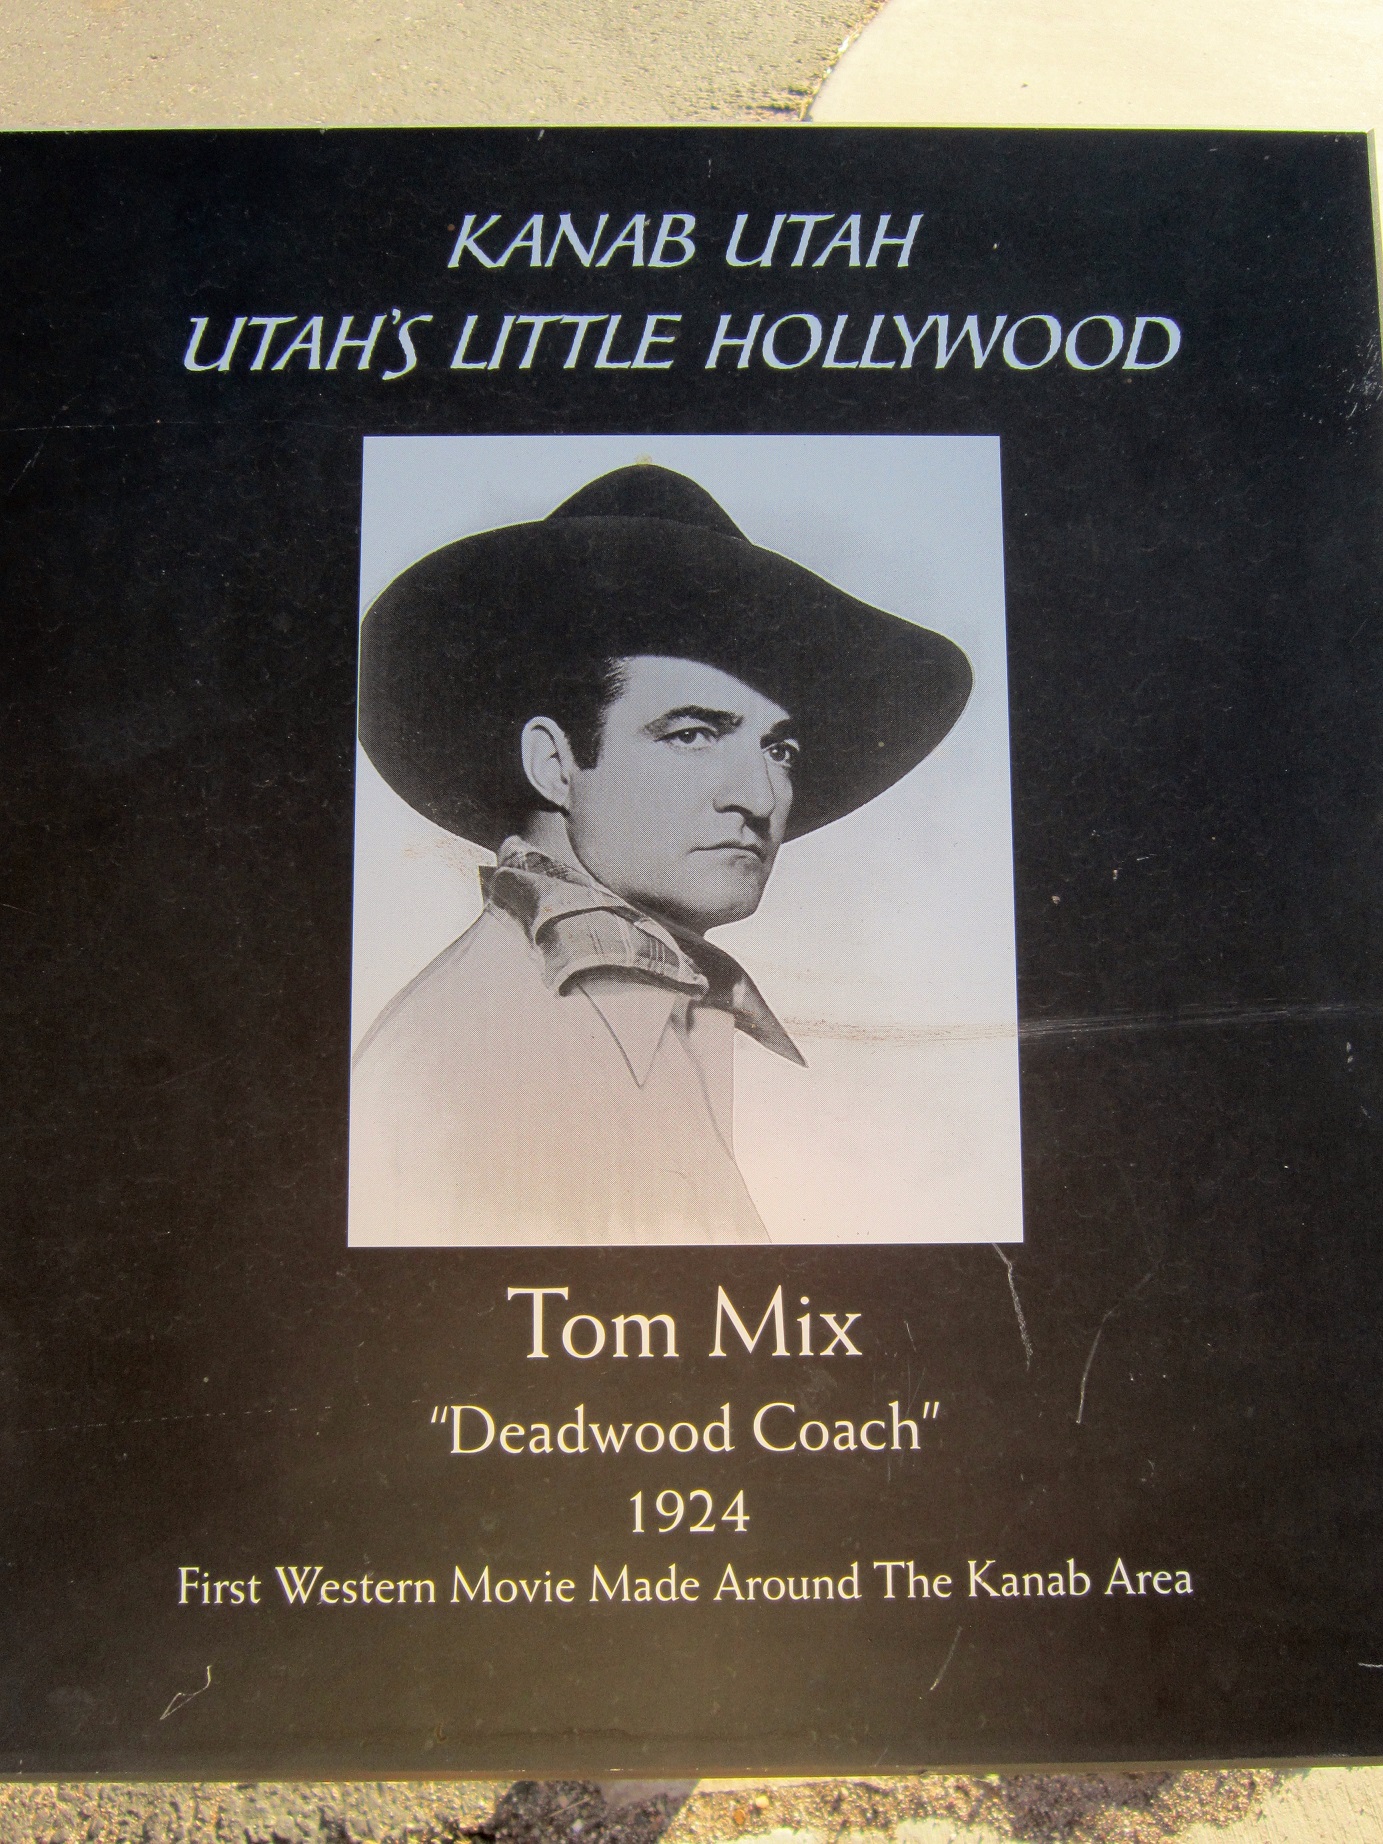 KANAB UTAH
UTAH'S LITTLE HOLLYWOOD
Tom Mix
"Deadwood Coach"
1924
First Western Movie Made Around The Kanab Area